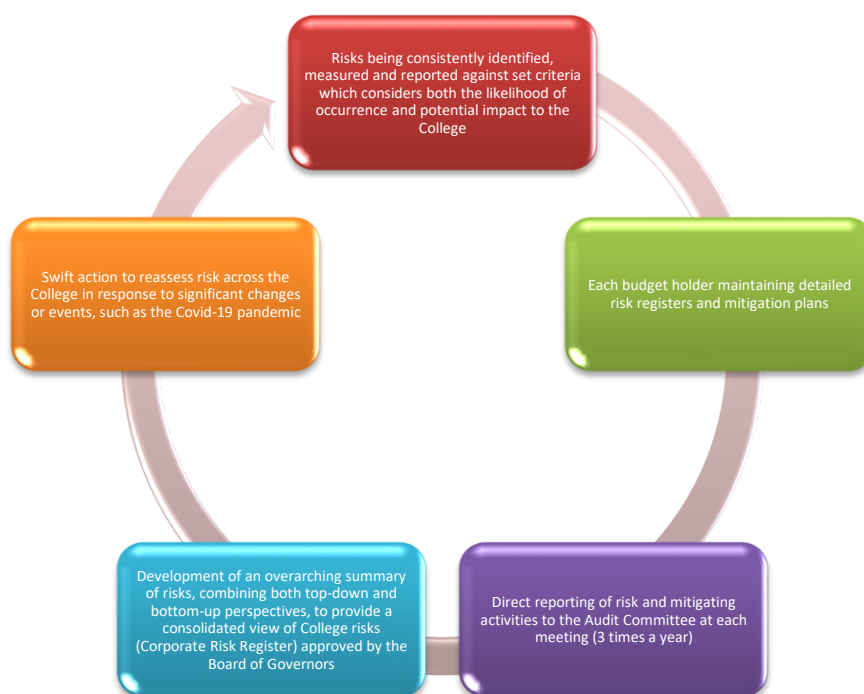 Risks being consistently identified,
measured and reported against set criteria
which considers both the likelihood of
occurrence and potential impact to the
College
Each budget holder maintaining detailed
risk registers and mitigation plans
Direct reporting of risk and mitigating
activities to the Audit Committee at each
meeting (3 times a year)
Development of an overarching summary
of risks, combining both top-down and
bottom-up perspectives, to provide a
consolidated view of College risks
(Corporate Risk Register) approved by the
Board of Governors
Swift action to reassess risk across the
College in response to significant changes
or events, such as the Covid-19 pandemic